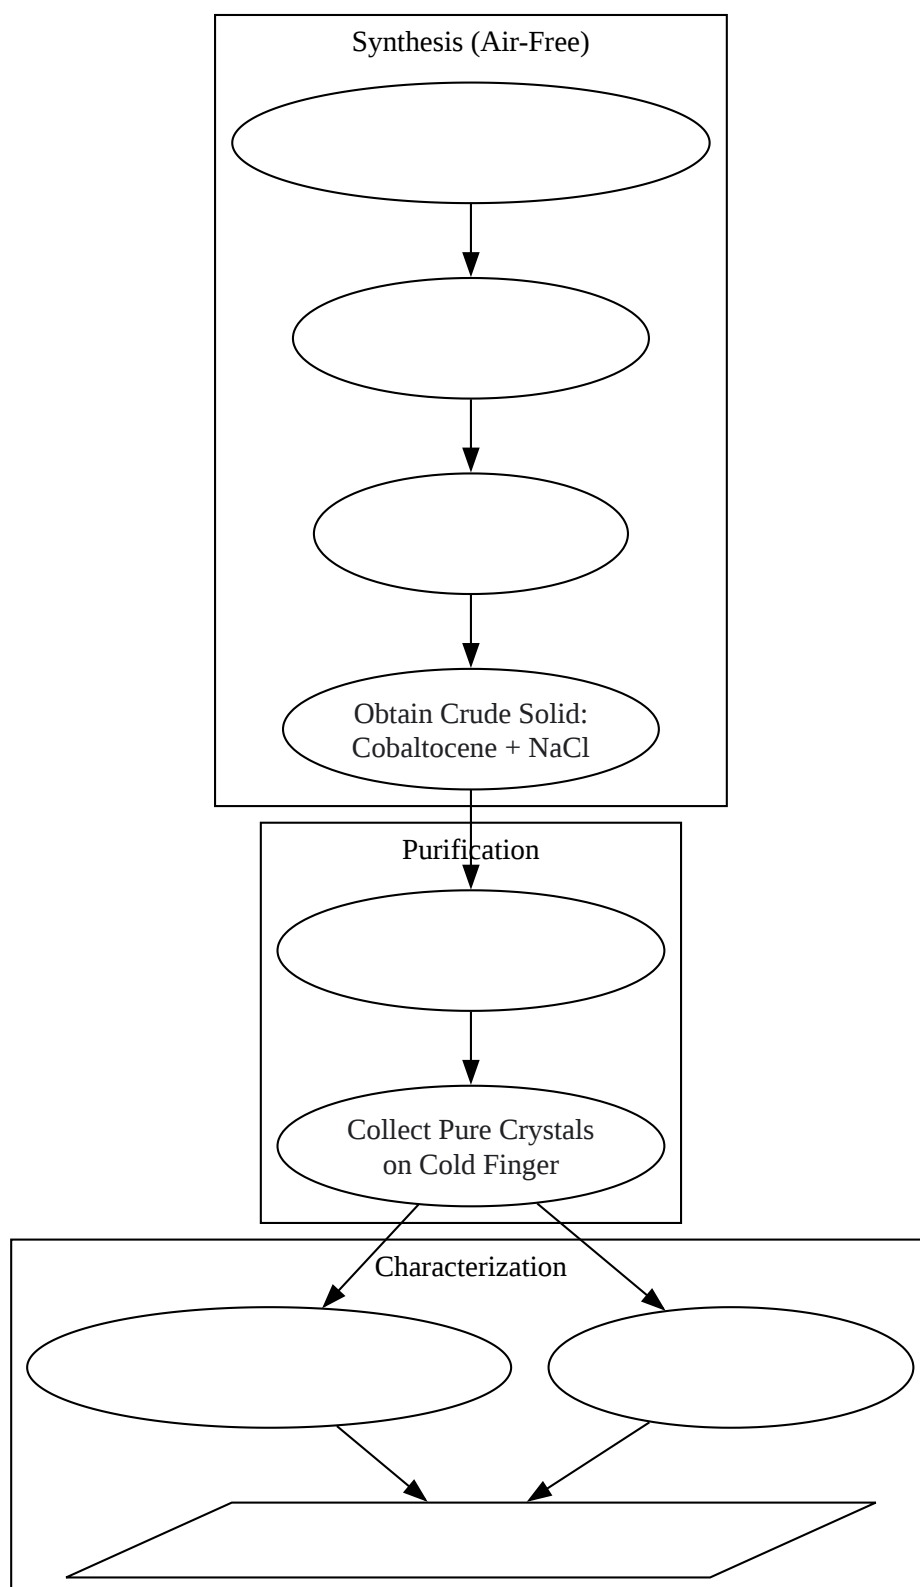 Synthesis (Air-Free)
Obtain Crude Solid:
Cobaltocene + NaCl
Purification
Collect Pure Crystals
on Cold Finger
Characterization